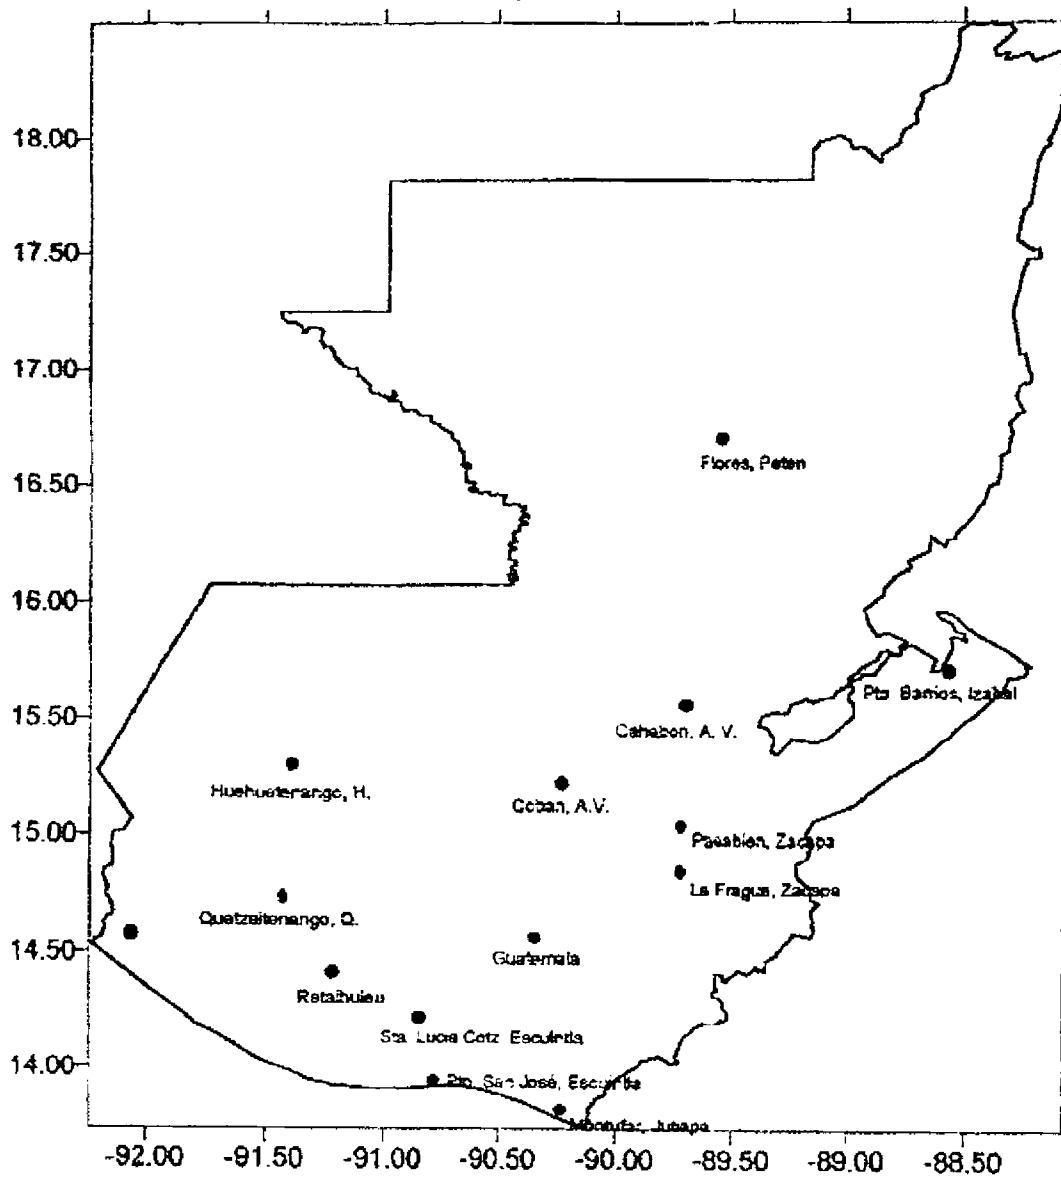 18.00
17.50
17.00
Flores, Peten
16.50
16.00
Pto. Barrios, Izabal
15.50
Cahabon, A. V.
Huehuetenango, H.
Coban, A.V.
15.00
Pasabien, Zacapa
La Fragua, Zacapa
Quetzaltenango, Q.
14.50
Guatemala
Retalhuleu
Sta. Lucia Cotz. Escuintla
14.00
Pto. San José, Escuintla
Montufar, Jutiapa
-92.00 -91.50 -91.00 -90.50 -90.00 -89.50 -89.00 -88.50